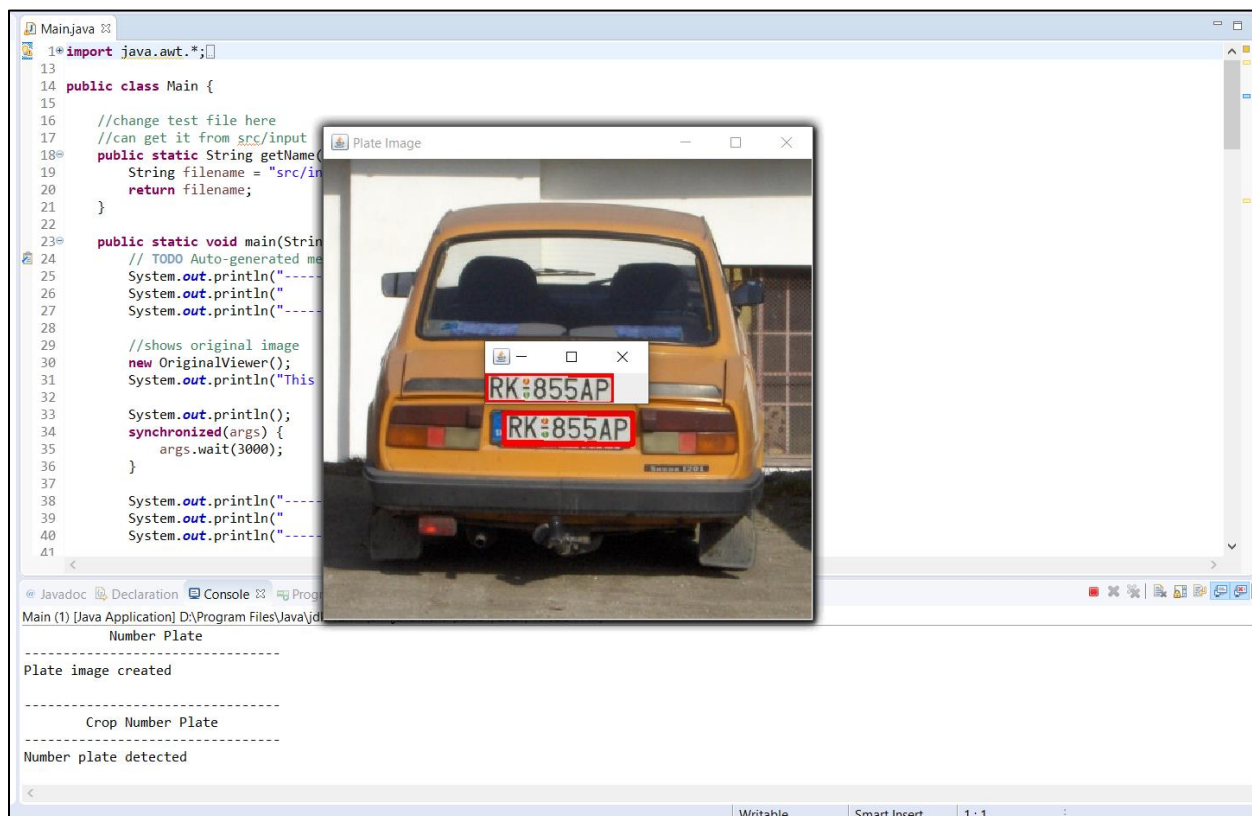 Main.java
1 import java.awt.*;
13
14 public class Main {
15
16 //change test file here
17 //can get it from src/input
18 public static String getName(
19 String filename = "src/in
20 return filename;
21 }
22
23 public static void main(Strin
24 // TODO Auto-generated me
25 System.out.println("-----
26 System.out.println("
27 System.out.println("-----
28
29 //shows original image
30 new OriginalViewer();
31 System.out.println("This
32
33 System.out.println();
34 synchronized(args) {
35 args.wait(3000);
36 }
37
38 System.out.println("-----
39 System.out.println("
40 System.out.println("-----
41
Plate Image
RK 855AP
RK 855AP
@ Javadoc Declaration Console Prog
Main (1) [Java Application] D:\Program Files\Java\jd
Number Plate
---------------------------------
Plate image created
---------------------------------
Crop Number Plate
---------------------------------
Number plate detected
Writable Smart Insert 1 : 1